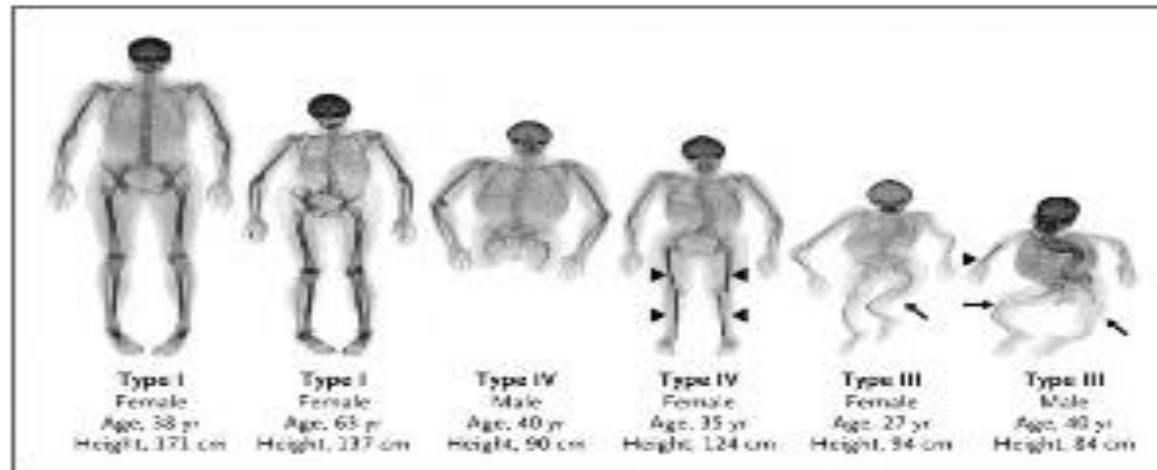 Type I
Female
Age, 38 yr
Height, 171 cm
Type I
Female
Age, 63 yr
Height, 137 cm
Type IV
Male
Age, 40 yr
Height, 90 cm
Type IV
Female
Age, 35 yr
Height, 124 cm
Type III
Female
Age, 27 yr
Height, 94 cm
Type III
Male
Age, 40 yr
Height, 84 cm